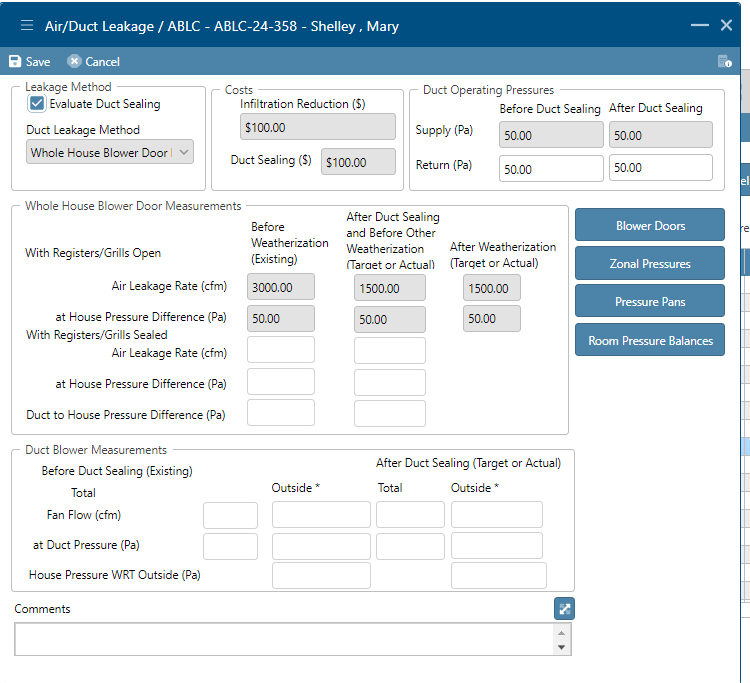 Air/Duct Leakage / ABLC - ABLC-24-358 - Shelley , Mary
Save Cancel
Leakage Method
Evaluate Duct Sealing
Duct Leakage Method
Whole House Blower Door
Costs
Infiltration Reduction ($)
$100.00
Duct Sealing ($) $100.00
Duct Operating Pressures
Before Duct Sealing After Duct Sealing
Supply (Pa) 50.00 50.00
Return (Pa) 50.00 50.00
Whole House Blower Door Measurements
Before
Weatherization
(Existing)
After Duct Sealing
and Before Other
Weatherization
(Target or Actual)
After Weatherization
(Target or Actual)
With Registers/Grills Open
Air Leakage Rate (cfm) 3000.00 1500.00 1500.00
at House Pressure Difference (Pa) 50.00 50.00 50.00
With Registers/Grills Sealed
Air Leakage Rate (cfm)
at House Pressure Difference (Pa)
Duct to House Pressure Difference (Pa)
Blower Doors
Zonal Pressures
Pressure Pans
Room Pressure Balances
Duct Blower Measurements
Before Duct Sealing (Existing)
After Duct Sealing (Target or Actual)
Total Outside * Total Outside *
Fan Flow (cfm)
at Duct Pressure (Pa)
House Pressure WRT Outside (Pa)
Comments
el
re